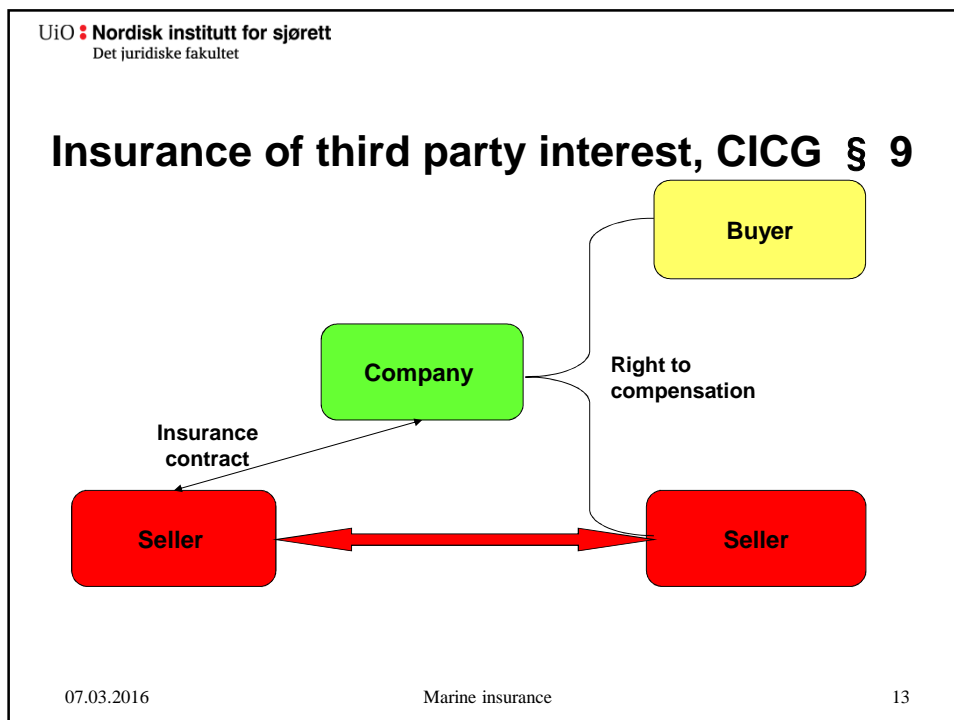 UiO Nordisk institutt for sjørett
Det juridiske fakultet
Insurance of third party interest, CICG § 9
Buyer
Company
Right to
compensation
Insurance
contract
Seller
Seller
07.03.2016 Marine insurance 13